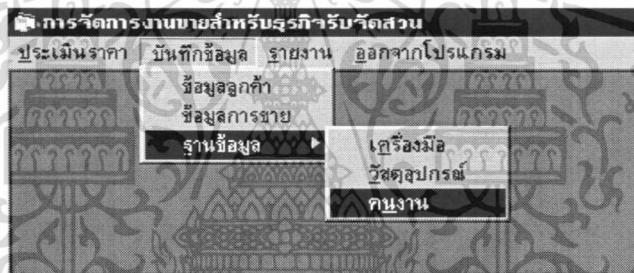 การจัดการงานขายสำหรับธุรกิจรับจัดสวน
ประเมินราคา บันทึกข้อมูล รายงาน ออกจากโปรแกรม
ข้อมูลลูกค้า
ข้อมูลการขาย
ฐานข้อมูล
เครื่องมือ
วัสดุอุปกรณ์
คนงาน